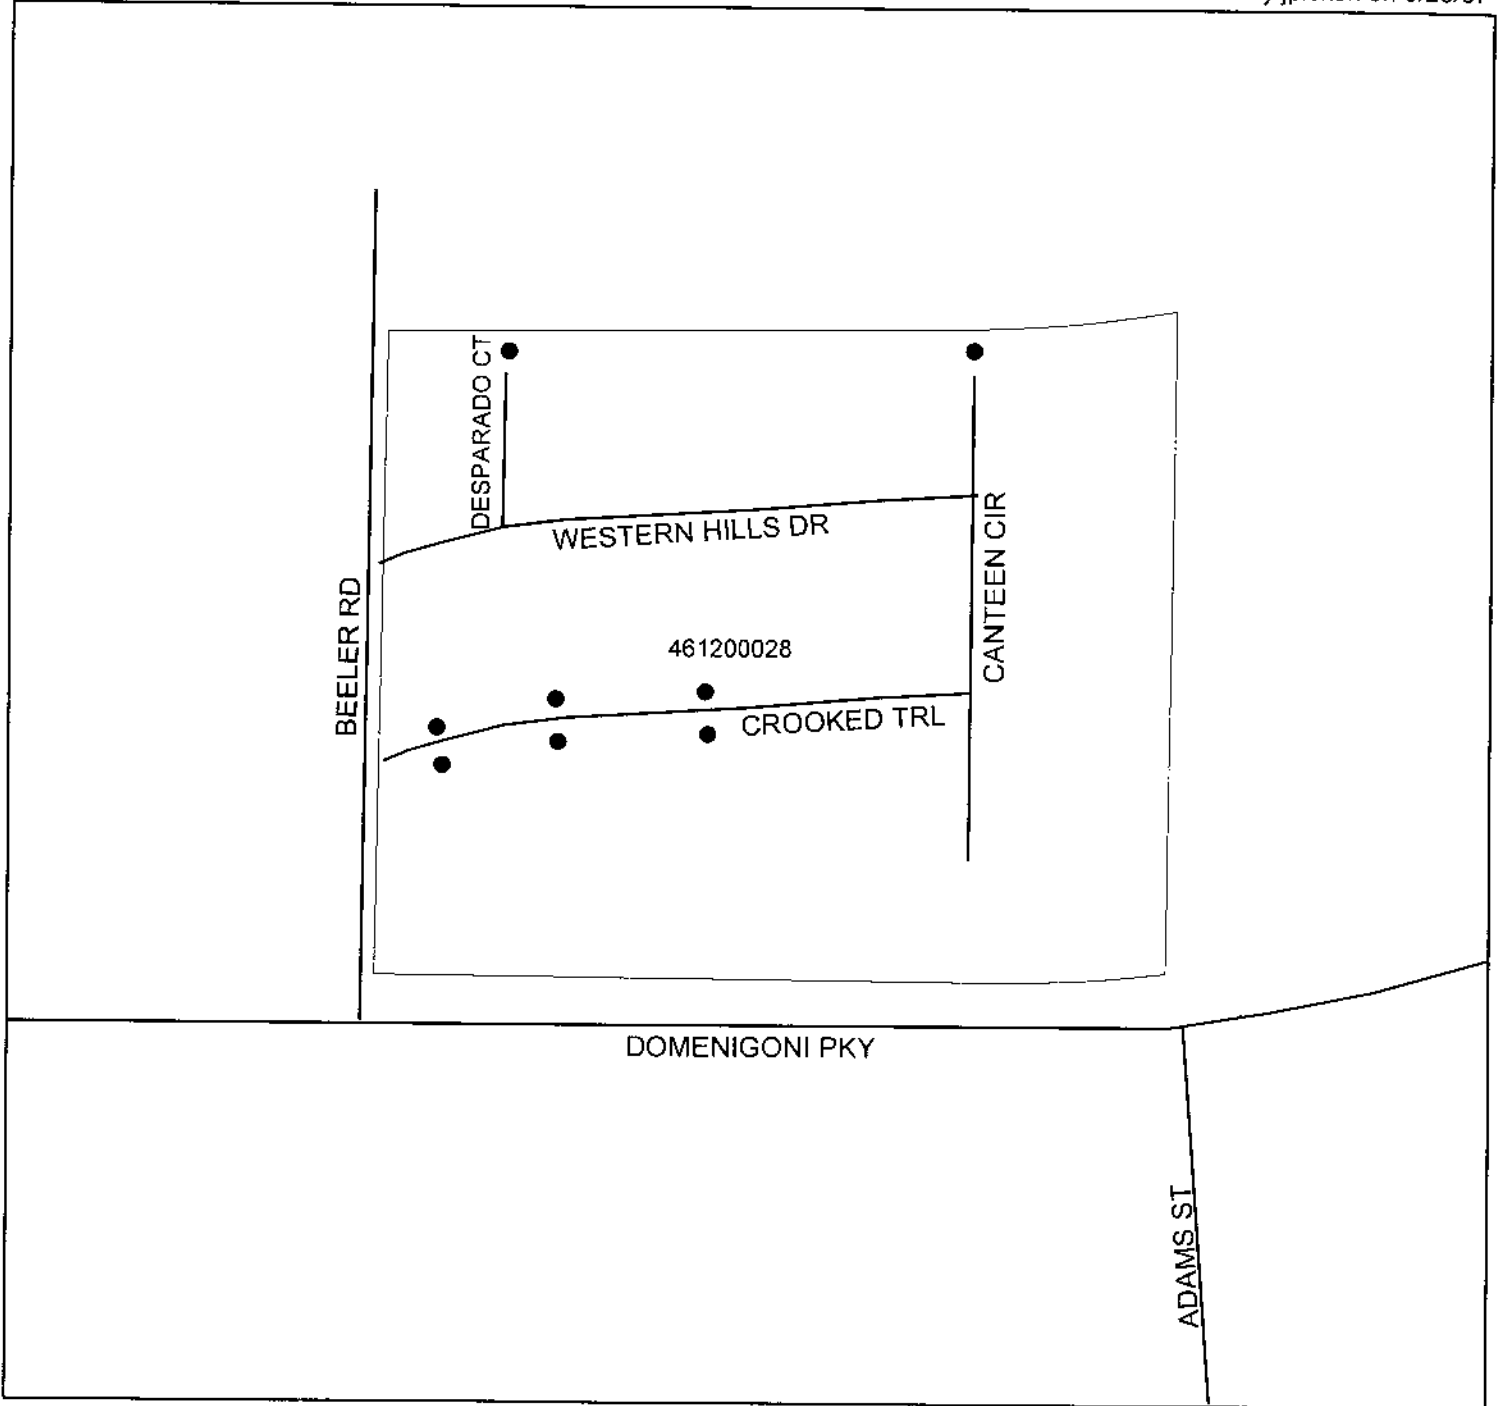 DESPARADO CT
WESTERN HILLS DR
CANTEEN CIR
BEELER RD
461200028
CROOKED TRL
DOMENIGONI PKY
ADAMS ST